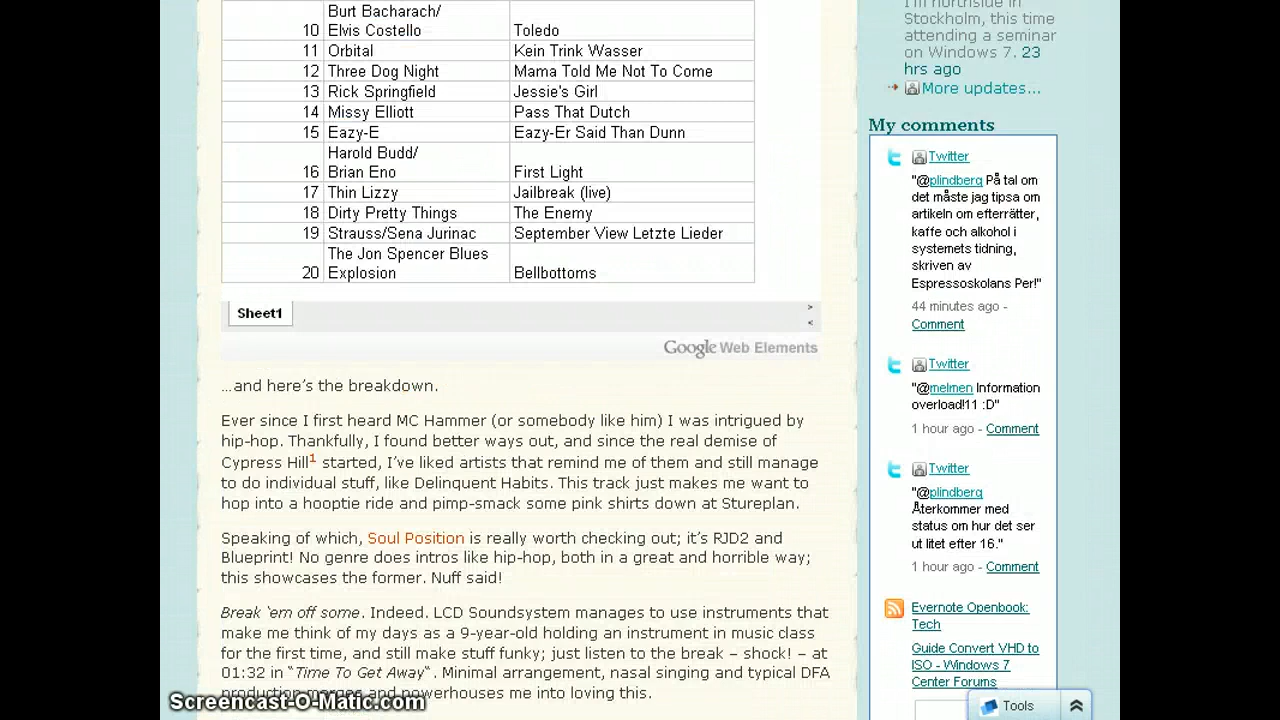 Burt Bacharach/
10 Elvis Costello Toledo
11 Orbital Kein Trink Wasser
12 Three Dog Night Mama Told Me Not To Come
13 Rick Springfield Jessie's Girl
14 Missy Elliott Pass That Dutch
15 Eazy-E Eazy-Er Said Than Dunn
Harold Budd/
16 Brian Eno First Light
17 Thin Lizzy Jailbreak (live)
18 Dirty Pretty Things The Enemy
19 Strauss/Sena Jurinac September View Letzte Lieder
The Jon Spencer Blues
20 Explosion Bellbottoms
Sheet1
>
<
Google Web Elements
…and here's the breakdown.
Ever since I first heard MC Hammer (or somebody like him) I was intrigued by
hip-hop. Thankfully, I found better ways out, and since the real demise of
Cypress Hill1 started, I've liked artists that remind me of them and still manage
to do individual stuff, like Delinquent Habits. This track just makes me want to
hop into a hooptie ride and pimp-smack some pink shirts down at Stureplan.
Speaking of which, Soul Position is really worth checking out; it's RJD2 and
Blueprint! No genre does intros like hip-hop, both in a great and horrible way;
this showcases the former. Nuff said!
Break 'em off some. Indeed. LCD Soundsystem manages to use instruments that
make me think of my days as a 9-year-old holding an instrument in music class
for the first time, and still make stuff funky; just listen to the break – shock! – at
01:32 in "Time To Get Away". Minimal arrangement, nasal singing and typical DFA
and powerhouses me into loving this.
Screencast-O-Matic.com
I'm northside in
Stockholm, this time
attending a seminar
on Windows 7. 23
hrs ago
More updates...
My comments
Twitter
"@plindberg På tal om
det måste jag tipsa om
artikeln om efterrätter,
kaffe och alkohol i
systemets tidning,
skriven av
Espressoskolans Per!"
44 minutes ago -
Comment
Twitter
"@melmen Information
overload!11 :D"
1 hour ago - Comment
Twitter
"@plindberg
Återkommer med
status om hur det ser
ut litet efter 16."
1 hour ago - Comment
Evernote Openbook:
Tech
Guide Convert VHD to
ISO - Windows 7
Center Forums
Tools